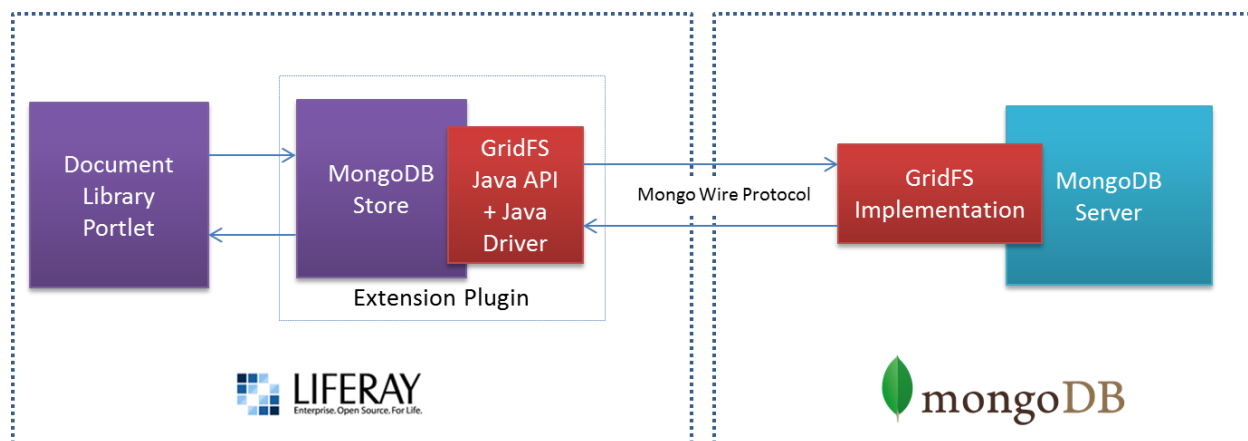 Document
Library
Portlet
MongoDB
Store
GridFS
Java API
+ Java
Driver
Extension Plugin
Mongo Wire Protocol
GridFS
Implementation
MongoDB
Server
LIFERAY
Enterprise. Open Source. For Life.
mongoDB